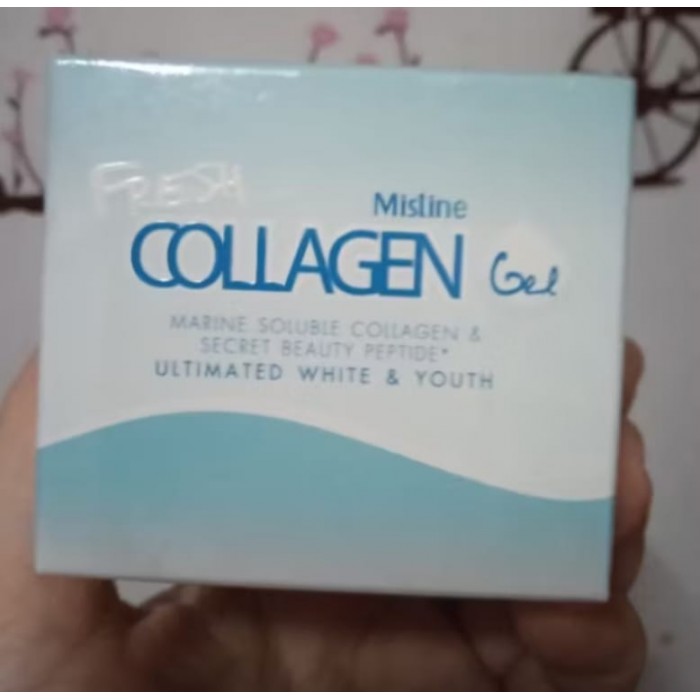 FRESH
Mistine
COLLAGEN Gel
MARINE SOLUBLE COLLAGEN &
SECRET BEAUTY PEPTIDE*
ULTIMATED WHITE & YOUTH